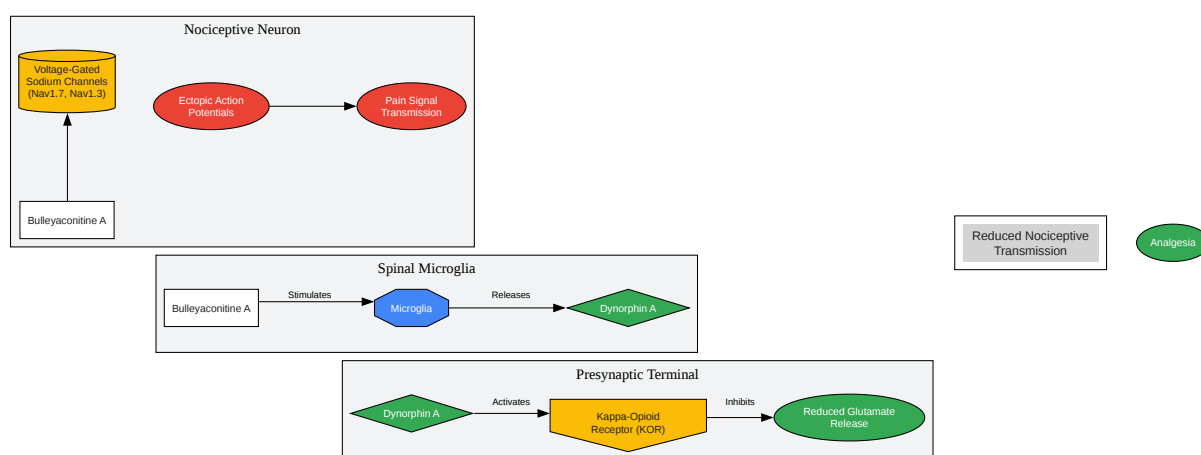 Nociceptive Neuron
Voltage-Gated
Sodium Channels
(Nav1.7, Nav1.3)
Ectopic Action
Potentials
Pain Signal
Transmission
Bulleyaconitine A
Reduced Nociceptive
Transmission
Analgesia
Spinal Microglia
Bulleyaconitine A
Stimulates
Microglia
Releases
Dynorphin A
Presynaptic Terminal
Dynorphin A
Activates
Kappa-Opioid
Receptor (KOR)
Inhibits
Reduced Glutamate
Release